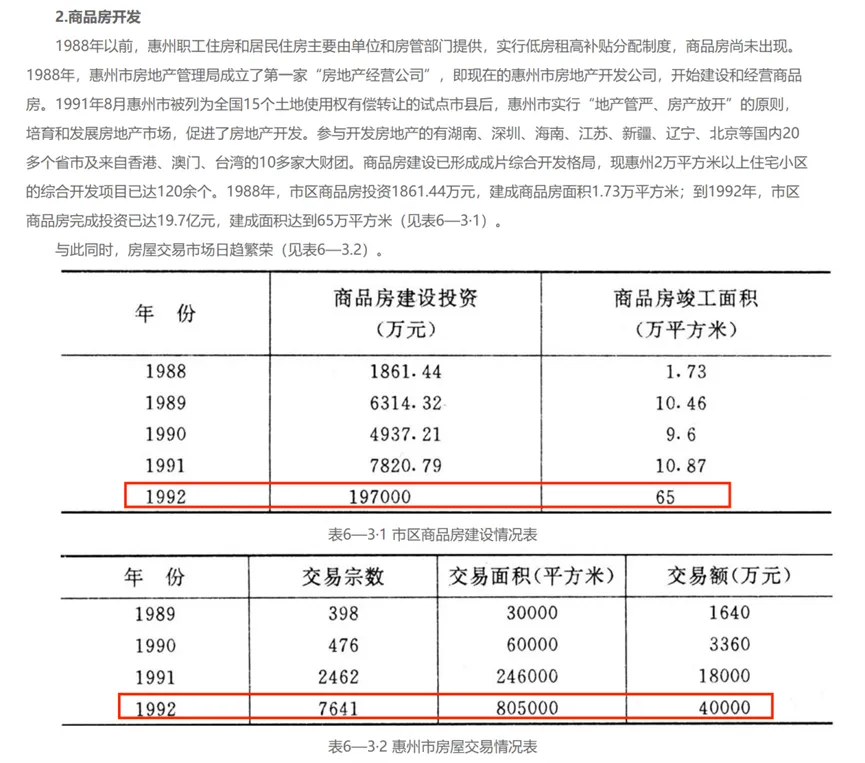 2.商品房开发
1988年以前，惠州职工住房和居民住房主要由单位和房管部门提供，实行低房租高补贴分配制度，商品房尚未出现。
1988年，惠州市房地产管理局成立了第一家“房地产经营公司”，即现在的惠州市房地产开发公司，开始建设和经营商品
房。1991年8月惠州市被列为全国15个土地使用权有偿转让的试点市县后，惠州市实行“地产管严、房产放开”的原则，
培育和发展房地产市场，促进了房地产开发。参与开发房地产的有湖南、深圳、海南、江苏、新疆、辽宁、北京等国内20
多个省市及来自香港、澳门、台湾的10多家大财团。商品房建设已形成成片综合开发格局，现惠州2万平方米以上住宅小区
的综合开发项目已达120余个。1988年，市区商品房投资1861.44万元，建成商品房面积1.73万平方米；到1992年，市区
商品房完成投资已达19.7亿元，建成面积达到65万平方米（见表6—3·1）。
与此同时，房屋交易市场日趋繁荣（见表6—3.2）。
年 份 商品房建设投资（万元） 商品房竣工面积（万平方米）
1988 1861.44 1.73
1989 6314.32 10.46
1990 4937.21 9.6
1991 7820.79 10.87
1992 197000 65
表6—3·1 市区商品房建设情况表
年 份 交易宗数 交易面积(平方米) 交易额(万元)
1989 398 30000 1640
1990 476 60000 3360
1991 2462 246000 18000
1992 7641 805000 40000
表6—3·2 惠州市房屋交易情况表